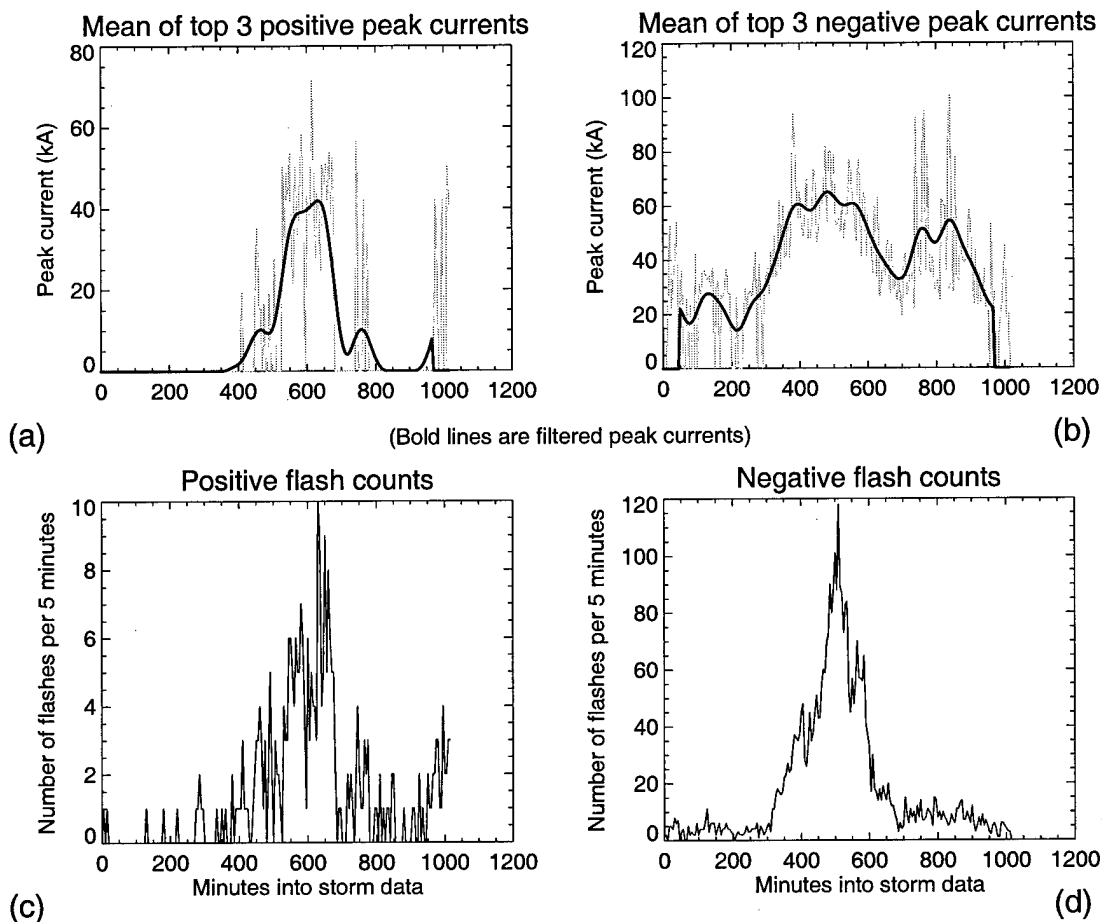 Mean of top 3 positive peak currents
Peak current (kA)
80
60
40
20
0
0 200 400 600 800 1000 1200
(a)
Mean of top 3 negative peak currents
Peak current (kA)
120
100
80
60
40
20
0
0 200 400 600 800 1000 1200
(b)
(Bold lines are filtered peak currents)
Positive flash counts
Number of flashes per 5 minutes
10
8
6
4
2
0
0 200 400 600 800 1000 1200
Minutes into storm data
(c)
Negative flash counts
Number of flashes per 5 minutes
120
100
80
60
40
20
0
0 200 400 600 800 1000 1200
Minutes into storm data
(d)